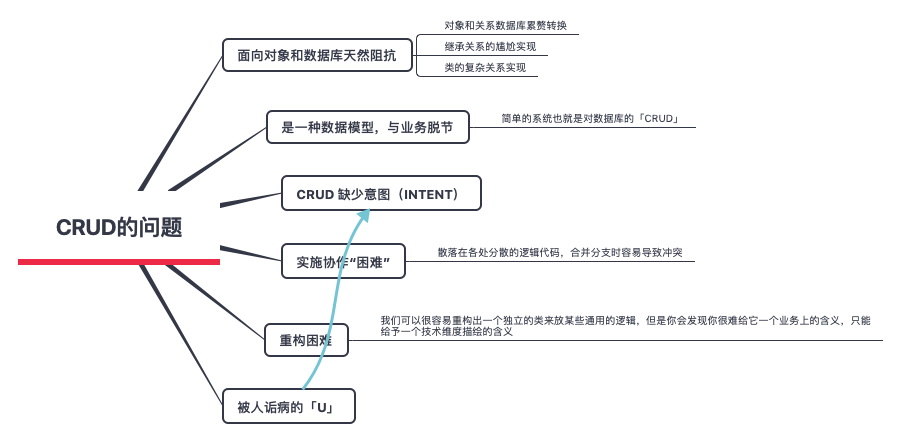 CRUD的问题
面向对象和数据库天然阻抗
对象和关系数据库累赘转换
继承关系的尴尬实现
类的复杂关系实现
是一种数据模型，与业务脱节
简单的系统也就是对数据库的「CRUD」
CRUD 缺少意图（INTENT）
实施协作“困难”
散落在各处分散的逻辑代码，合并分支时容易导致冲突
重构困难
我们可以很容易重构出一个独立的类来放某些通用的逻辑，但是你会发现你很难给它一个业务上的含义，只能
给予一个技术维度描绘的含义
被人诟病的「U」